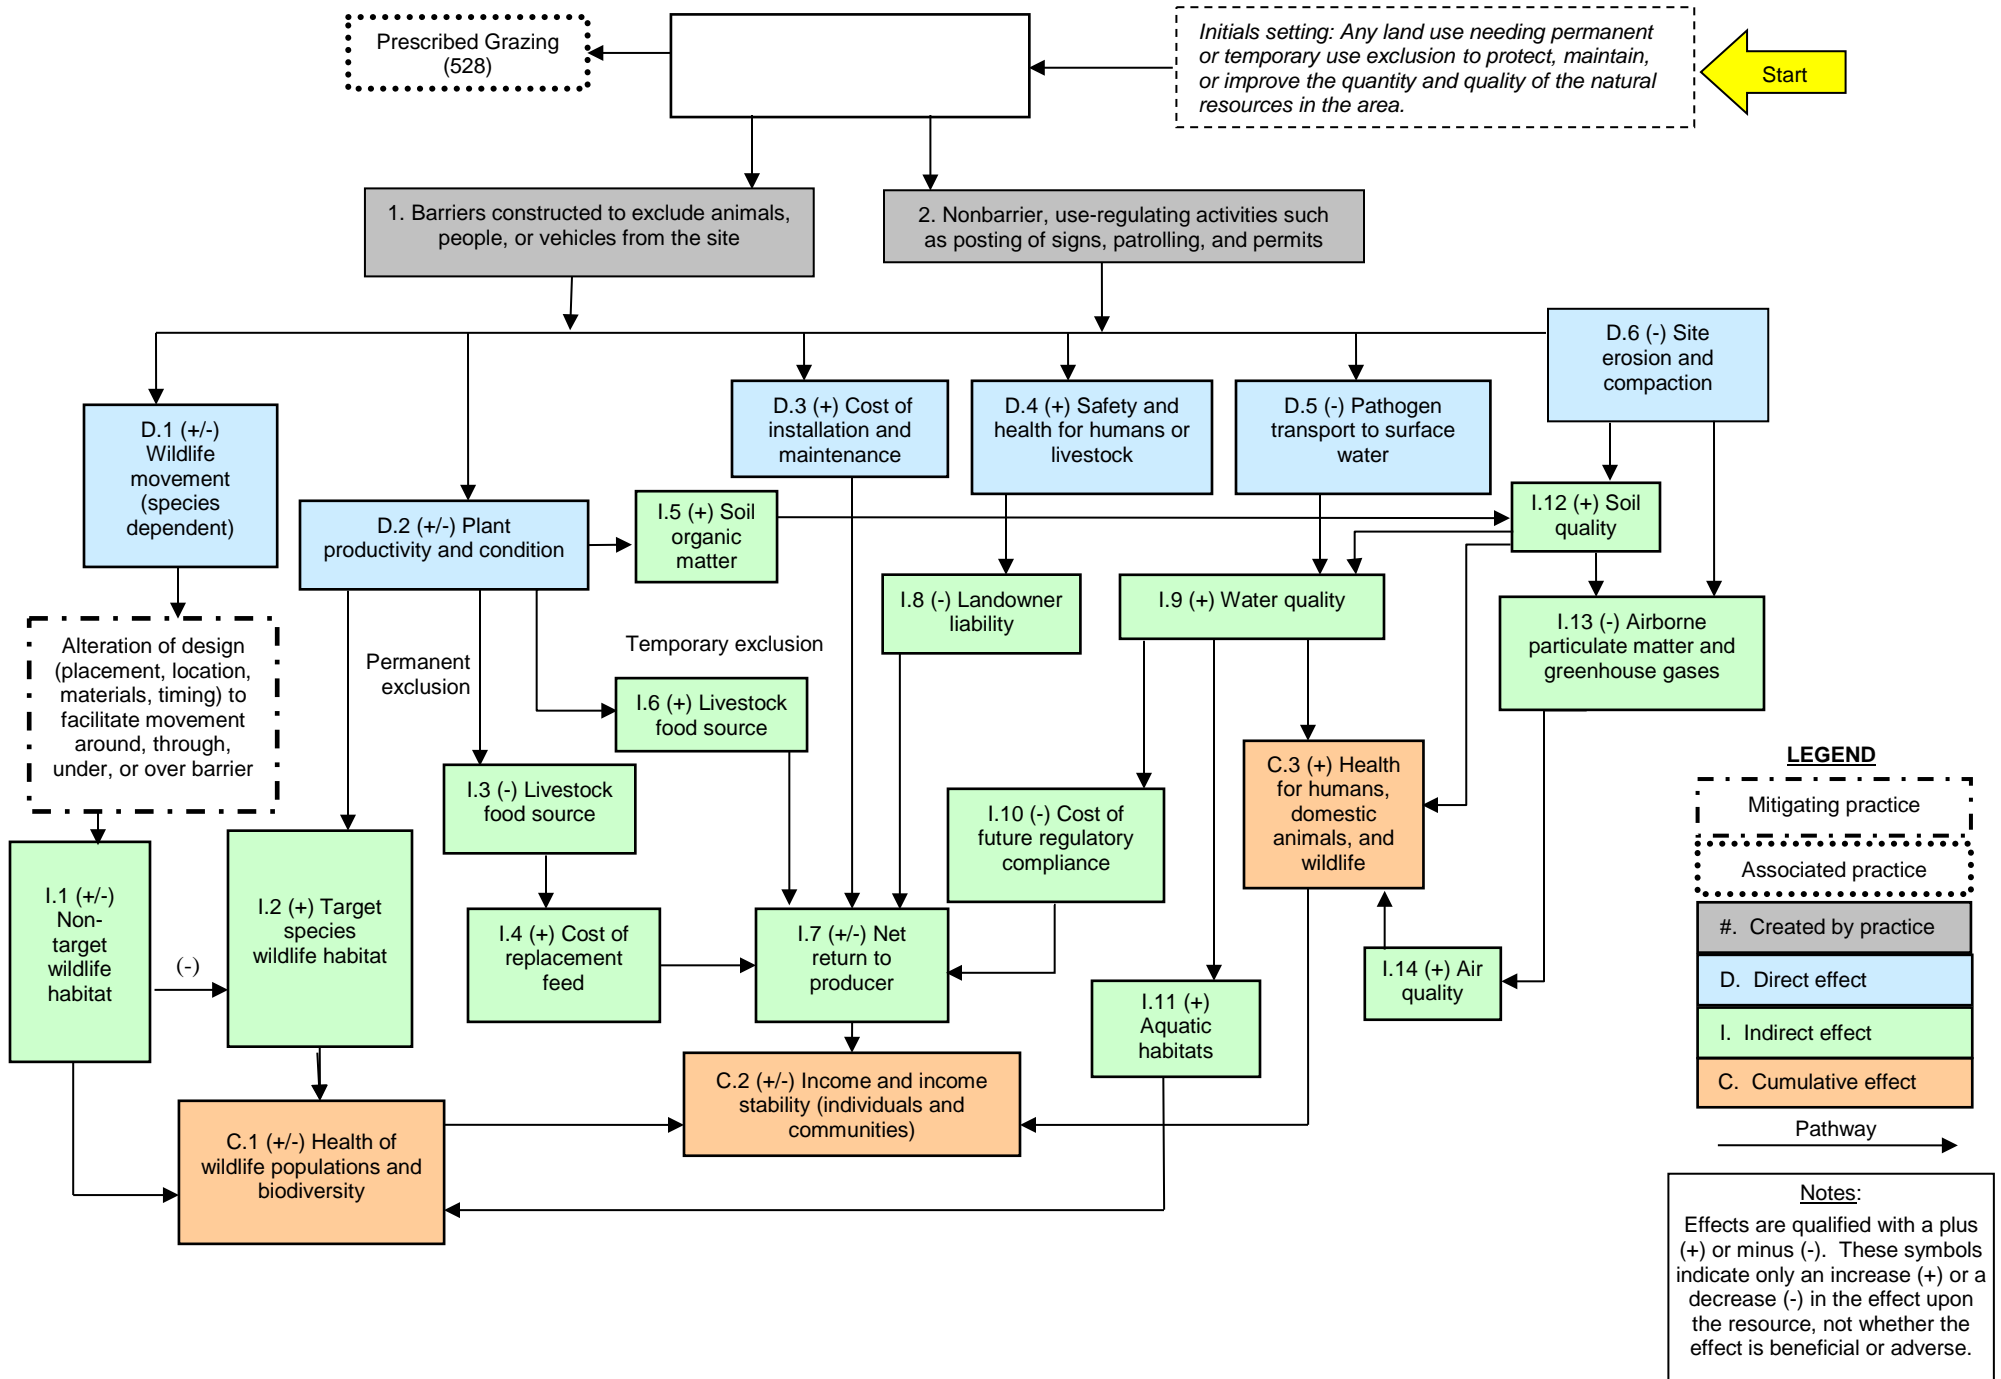 Prescribed Grazing
(528)
Initials setting: Any land use needing permanent
or temporary use exclusion to protect, maintain,
or improve the quantity and quality of the natural
resources in the area.
Start
1. Barriers constructed to exclude animals,
people, or vehicles from the site
2. Nonbarrier, use-regulating activities such
as posting of signs, patrolling, and permits
D.1 (+/-)
Wildlife
movement
(species
dependent)
D.2 (+/-) Plant
productivity and condition
D.3 (+) Cost of
installation and
maintenance
D.4 (+) Safety and
health for humans or
livestock
D.5 (-) Pathogen
transport to surface
water
D.6 (-) Site
erosion and
compaction
I.5 (+) Soil
organic
matter
I.12 (+) Soil
quality
Alteration of design
(placement, location,
materials, timing) to
facilitate movement
around, through,
under, or over barrier
Permanent
exclusion
Temporary exclusion
I.8 (-) Landowner
liability
I.9 (+) Water quality
I.13 (-) Airborne
particulate matter and
greenhouse gases
I.6 (+) Livestock
food source
I.3 (-) Livestock
food source
I.10 (-) Cost of
future regulatory
compliance
C.3 (+) Health
for humans,
domestic
animals, and
wildlife
I.1 (+/-)
Non-
target
wildlife
habitat
(-)
I.2 (+) Target
species
wildlife habitat
I.4 (+) Cost of
replacement
feed
I.7 (+/-) Net
return to
producer
I.11 (+)
Aquatic
habitats
I.14 (+) Air
quality
C.1 (+/-) Health of
wildlife populations and
biodiversity
C.2 (+/-) Income and income
stability (individuals and
communities)
LEGEND
Mitigating practice
Associated practice
#. Created by practice
D. Direct effect
I. Indirect effect
C. Cumulative effect
Pathway
Notes:
Effects are qualified with a plus
(+) or minus (-). These symbols
indicate only an increase (+) or a
decrease (-) in the effect upon
the resource, not whether the
effect is beneficial or adverse.